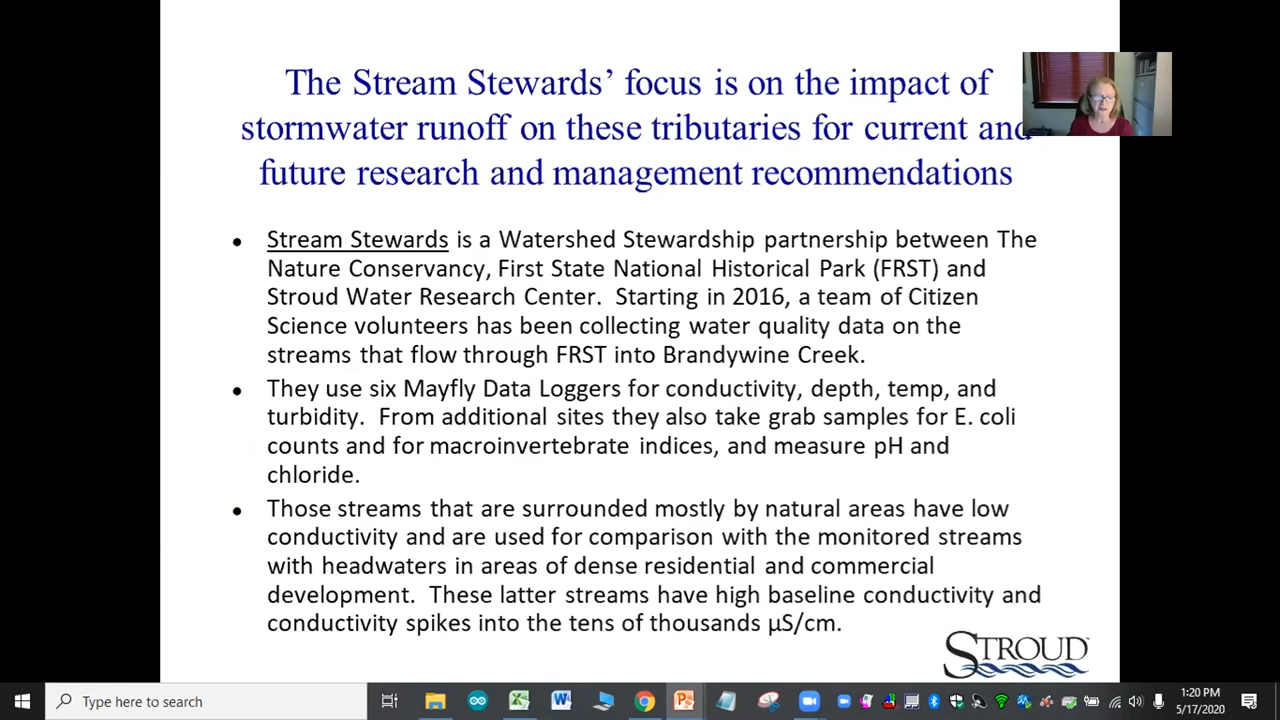 The Stream Stewards’ focus is on the impact of
stormwater runoff on these tributaries for current and
future research and management recommendations
• Stream Stewards is a Watershed Stewardship partnership between The
Nature Conservancy, First State National Historical Park (FRST) and
Stroud Water Research Center.  Starting in 2016, a team of Citizen
Science volunteers has been collecting water quality data on the
streams that flow through FRST into Brandywine Creek.
• They use six Mayfly Data Loggers for conductivity, depth, temp, and
turbidity.  From additional sites they also take grab samples for E. coli
counts and for macroinvertebrate indices, and measure pH and
chloride.
• Those streams that are surrounded mostly by natural areas have low
conductivity and are used for comparison with the monitored streams
with headwaters in areas of dense residential and commercial
development.  These latter streams have high baseline conductivity and
conductivity spikes into the tens of thousands µS/cm.
STROUD
Type here to search
1:20 PM
5/17/2020